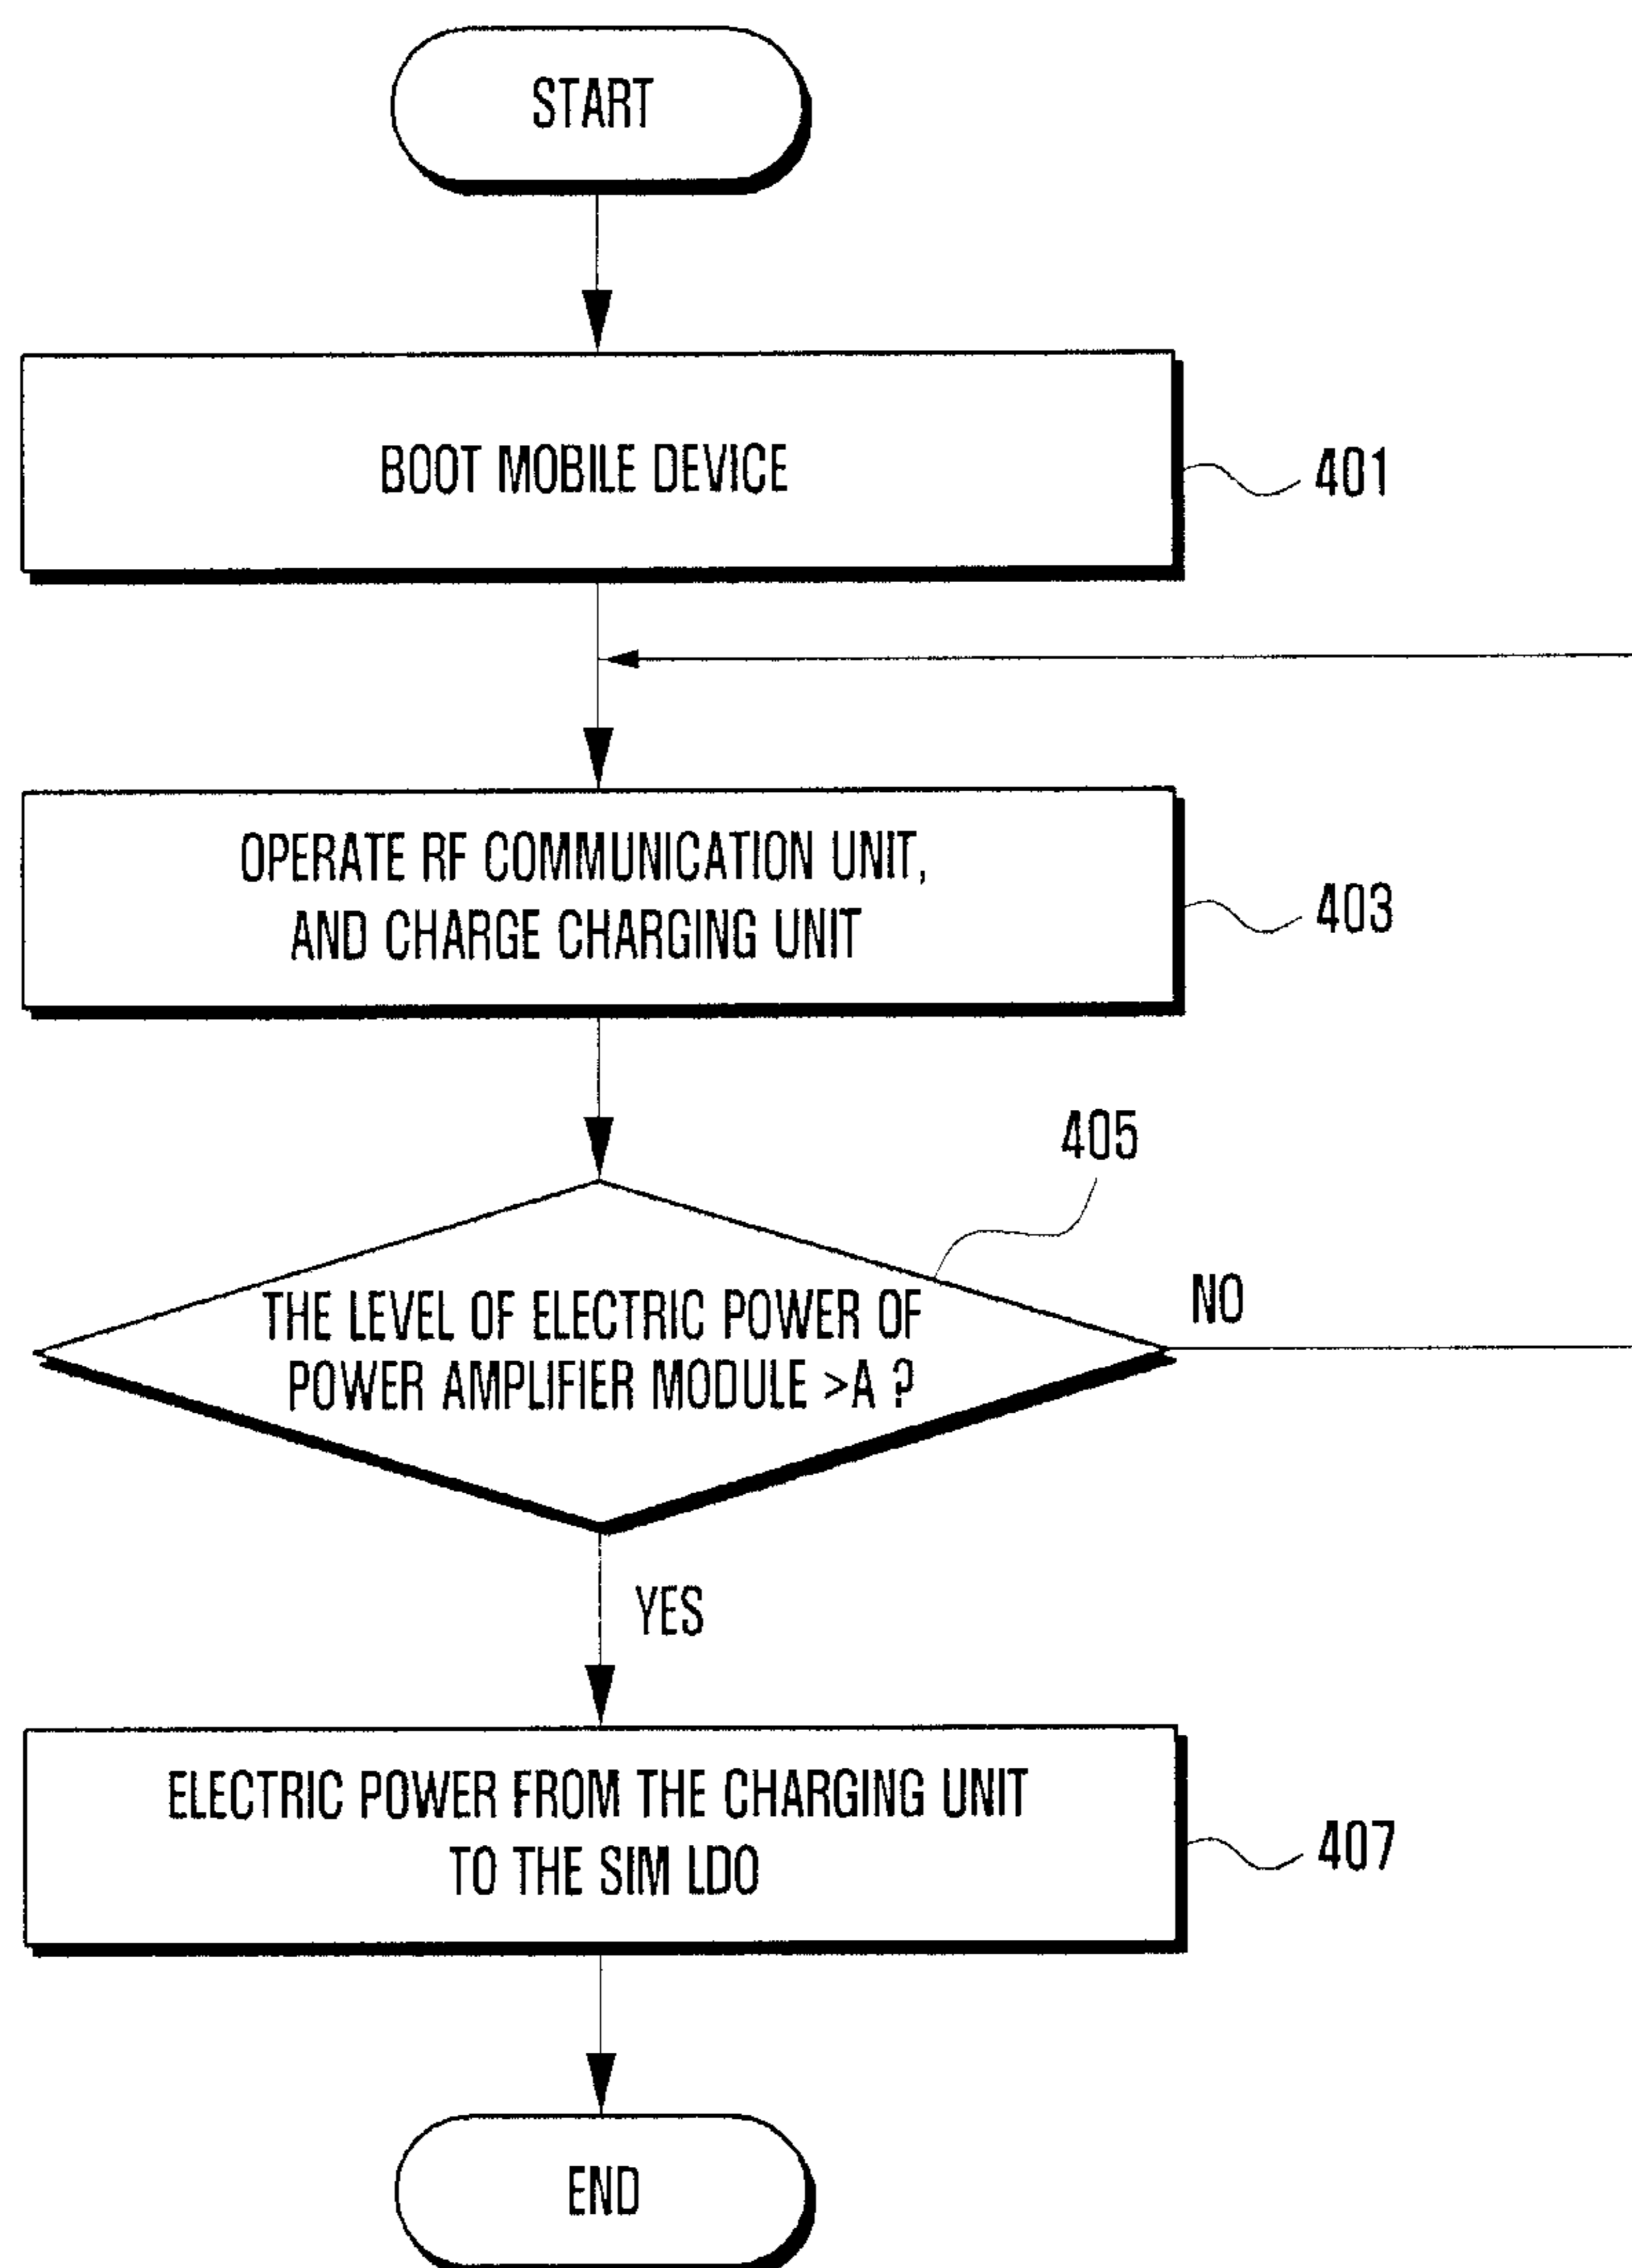 START
BOOT MOBILE DEVICE
401
OPERATE RF COMMUNICATION UNIT,
AND CHARGE CHARGING UNIT
403
405
THE LEVEL OF ELECTRIC POWER OF
POWER AMPLIFIER MODULE >A ?
NO
YES
ELECTRIC POWER FROM THE CHARGING UNIT
TO THE SIM LDO
407
END